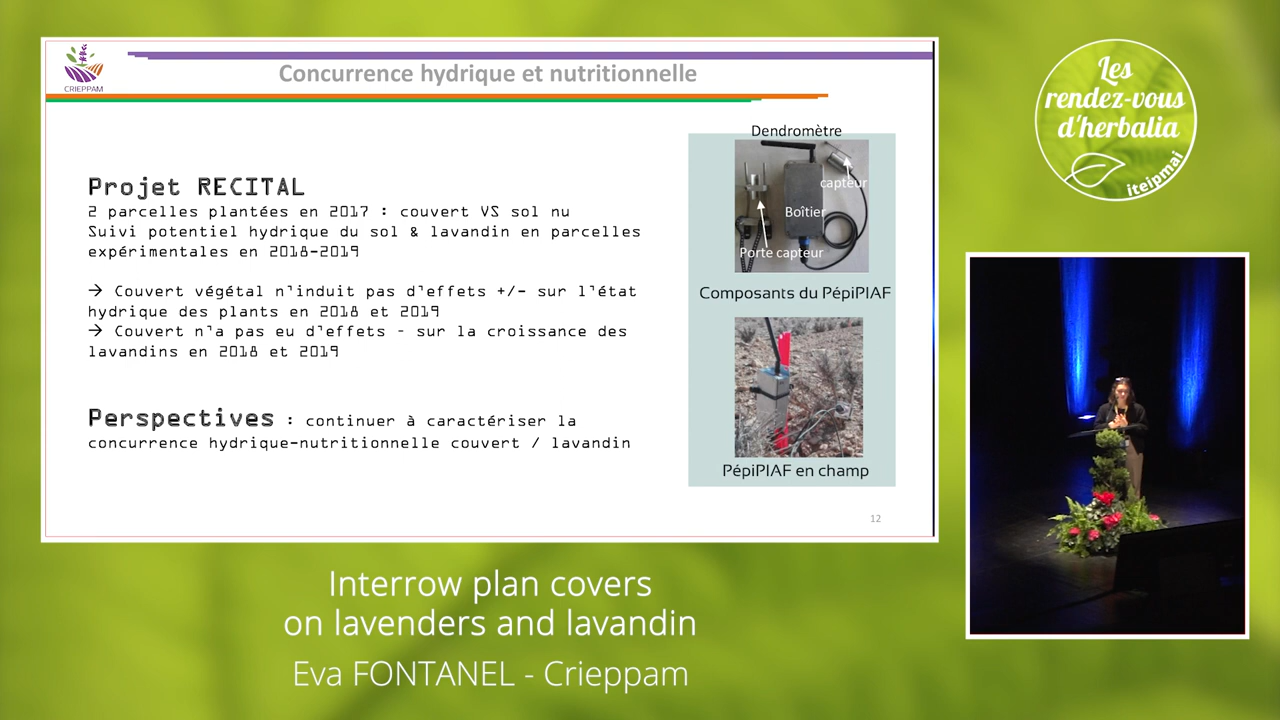 CRIEPPAM
Concurrence hydrique et nutritionnelle
Projet RECITAL
2 parcelles plantées en 2017 : couvert VS sol nu
Suivi potentiel hydrique du sol & lavandin en parcelles
expérimentales en 2018-2019
→ Couvert végétal n'induit pas d'effets +/- sur l'état
hydrique des plants en 2018 et 2019
→ Couvert n'a pas eu d'effets - sur la croissance des
lavandins en 2018 et 2019
Perspectives : continuer à caractériser la
concurrence hydrique-nutritionnelle couvert / lavandin
Dendromètre
capteur
Boîtier
Porte capteur
Composants du PépiPIAF
PépiPIAF en champ
12
Les
rendez-vous
d'herbalia
iteipmai
Interrow plan covers
on lavenders and lavandin
Eva FONTANEL - Crieppam